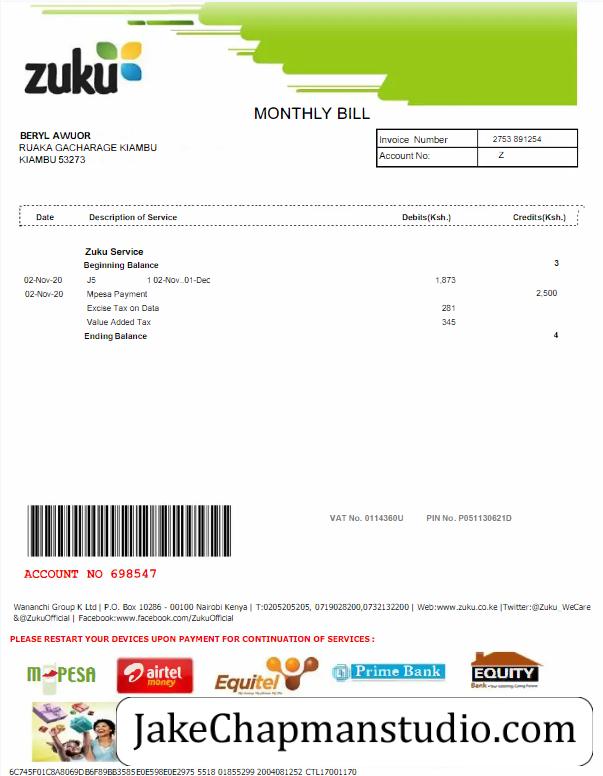 zuku
MONTHLY BILL
BERYL AWUOR
RUAKA GACHARAGE KIAMBU
KIAMBU 53273
Invoice Number 2753 891254
Account No: Z
Date Description of Service Debits(Ksh.) Credits(Ksh.)
Zuku Service
Beginning Balance 3
02-Nov-20 J5 1 02-Nov..01-Dec 1,873
02-Nov-20 Mpesa Payment 2,500
Excise Tax on Data 281
Value Added Tax 345
Ending Balance 4
VAT No. 0114360U PIN No. P051130621D
ACCOUNT NO 698547
Wananchi Group K Ltd | P.O. Box 10286 - 00100 Nairobi Kenya | T:0205205205, 0719028200,0732132200 | Web:www.zuku.co.ke |Twitter:@Zuku_WeCare
&@ZukuOfficial | Facebook:www.facebook.com/ZukuOfficial
PLEASE RESTART YOUR DEVICES UPON PAYMENT FOR CONTINUATION OF SERVICES :
M-PESA airtel money Equitel Prime Bank EQUITY Bank
JakeChapmanstudio.com
6C745F01C8A8069DB6F89BB3585E0E598E0E2975 5518 01855299 2004081252 CTL17001170